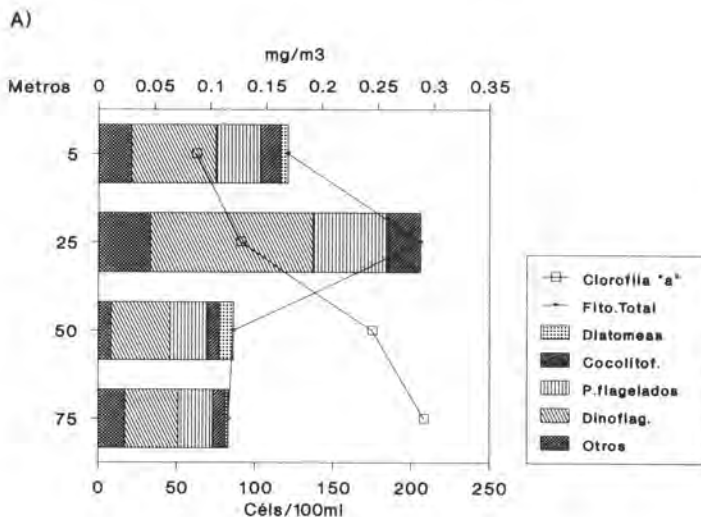 A)
mg/m3
Metros 0 0.05 0.1 0.15 0.2 0.25 0.3 0.35
5
25
50
75
0 50 100 150 200 250
Céls/100ml
Clorofila "a"
Fito.Total
Diatomeas
Cocolitof.
P.flagelados
Dinoflag.
Otros